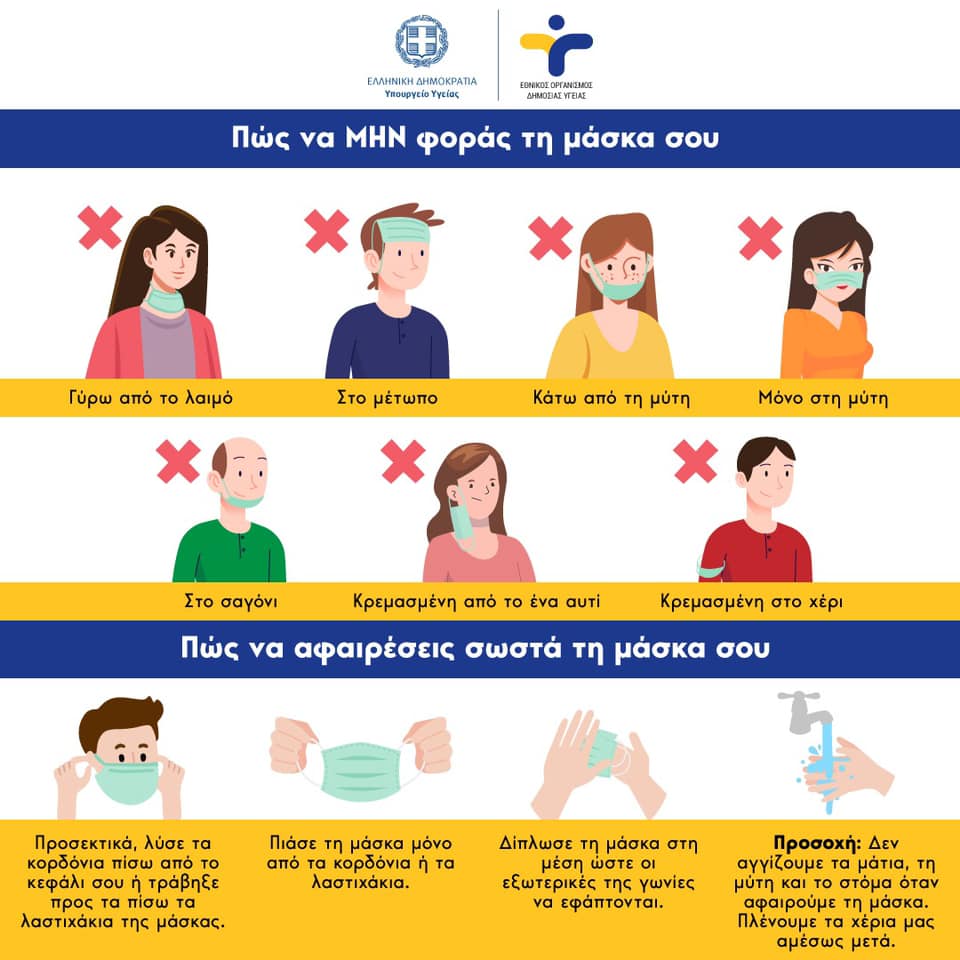 ΕΛΛΗΝΙΚΗ ΔΗΜΟΚΡΑΤΙΑ
Υπουργείο Υγείας
ΕΘΝΙΚΟΣ ΟΡΓΑΝΙΣΜΟΣ
ΔΗΜΟΣΙΑΣ ΥΓΕΙΑΣ
Πώς να ΜΗΝ φοράς τη μάσκα σου
Γύρω από το λαιμό
Στο μέτωπο
Κάτω από τη μύτη
Μόνο στη μύτη
Στο σαγόνι
Κρεμασμένη από το ένα αυτί
Κρεμασμένη στο χέρι
Πώς να αφαιρέσεις σωστά τη μάσκα σου
Προσεκτικά, λύσε τα
κορδόνια πίσω από το
κεφάλι σου ή τράβηξε
προς τα πίσω τα
λαστιχάκια της μάσκας.
Πιάσε τη μάσκα μόνο
από τα κορδόνια ή τα
λαστιχάκια.
Δίπλωσε τη μάσκα στη
μέση ώστε οι
εξωτερικές της γωνίες
να εφάπτονται.
Προσοχή: Δεν
αγγίζουμε τα μάτια, τη
μύτη και το στόμα όταν
αφαιρούμε τη μάσκα.
Πλένουμε τα χέρια μας
αμέσως μετά.